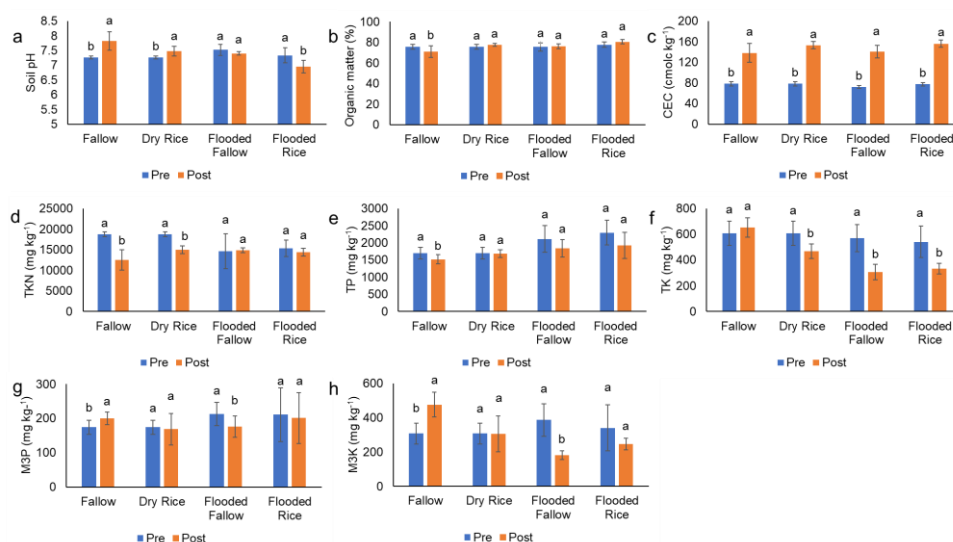 a
Soil pH
8.5
8
7.5
7
6.5
6
5.5
5
b a b a a a a b
Fallow Dry Rice Flooded Fallow Flooded Rice
Pre Post
b
Organic matter (%)
100
80
60
40
20
0
a b a a a a a a
Fallow Dry Rice Flooded Fallow Flooded Rice
Pre Post
c
CEC (cmolc kg-1)
200
160
120
80
40
0
b a b a b a b a
Fallow Dry Rice Flooded Fallow Flooded Rice
Pre Post
d
TKN (mg kg-1)
25000
20000
15000
10000
5000
0
a b a b a a a a
Fallow Dry Rice Flooded Fallow Flooded Rice
Pre Post
e
TP (mg kg-1)
3000
2500
2000
1500
1000
500
0
a b a a a a a a
Fallow Dry Rice Flooded Fallow Flooded Rice
Pre Post
f
TK (mg kg-1)
800
600
400
200
0
a a a b a b a b
Fallow Dry Rice Flooded Fallow Flooded Rice
Pre Post
g
M3P (mg kg-1)
300
200
100
0
b a a a a b a a
Fallow Dry Rice Flooded Fallow Flooded Rice
Pre Post
h
M3K (mg kg-1)
600
400
200
0
b a a a a b a a
Fallow Dry Rice Flooded Fallow Flooded Rice
Pre Post